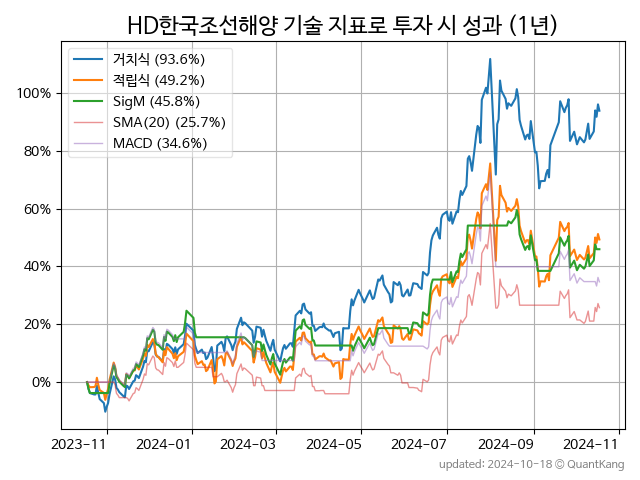 HD한국조선해양 기술 지표로 투자 시 성과 (1년)
거치식 (93.6%)
적립식 (49.2%)
SigM (45.8%)
SMA(20) (25.7%)
MACD (34.6%)
100%
80%
60%
40%
20%
0%
2023-11 2024-01 2024-03 2024-05 2024-07 2024-09 2024-11
updated: 2024-10-18 © QuantKang